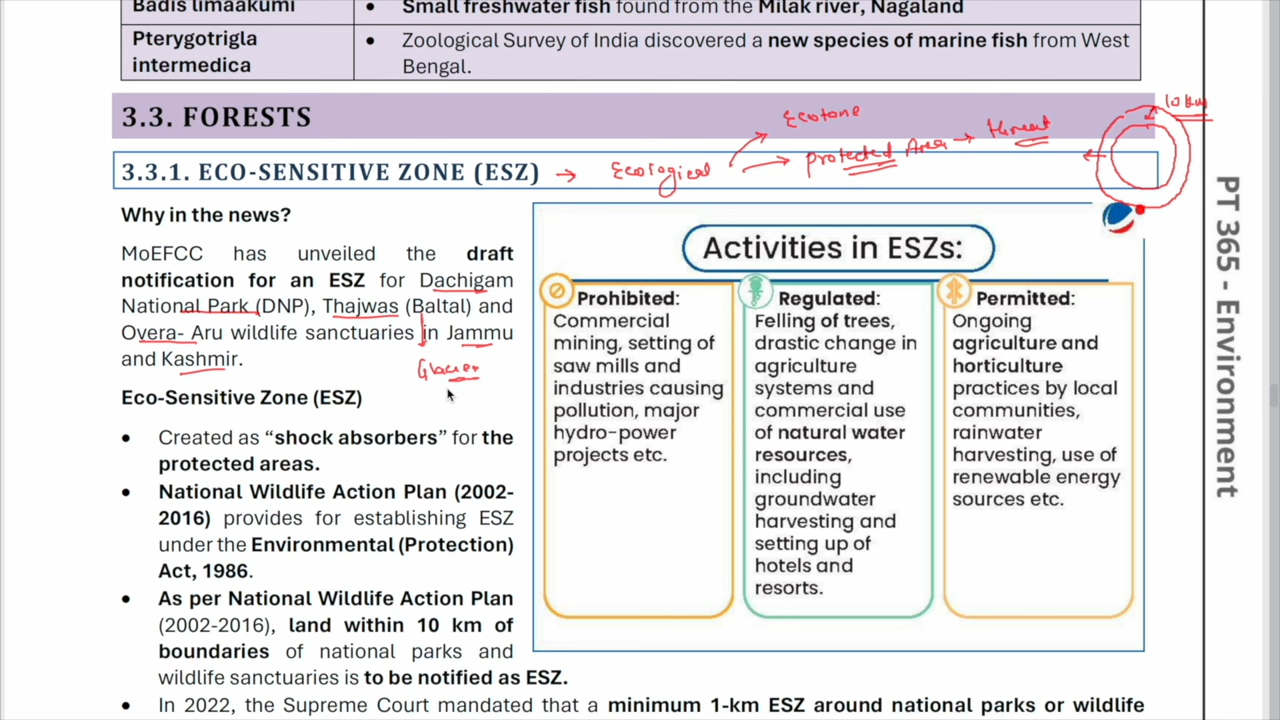 Badis limaakumi
• Small freshwater fish found from the Milak river, Nagaland
Pterygotrigla
intermedica
• Zoological Survey of India discovered a new species of marine fish from West
Bengal.
3.3. FORESTS
10 km
Ecotone
3.3.1. ECO-SENSITIVE ZONE (ESZ) → Ecological → protected Area → threat
Why in the news?
MoEFCC has unveiled the draft
notification for an ESZ for Dachigam
National Park (DNP), Thajwas (Baltal) and
Overa- Aru wildlife sanctuaries in Jammu
and Kashmir.
Glacier
Eco-Sensitive Zone (ESZ)
• Created as “shock absorbers” for the
protected areas.
• National Wildlife Action Plan (2002-
2016) provides for establishing ESZ
under the Environmental (Protection)
Act, 1986.
• As per National Wildlife Action Plan
(2002-2016), land within 10 km of
boundaries of national parks and
wildlife sanctuaries is to be notified as ESZ.
• In 2022, the Supreme Court mandated that a minimum 1-km ESZ around national parks or wildlife
Activities in ESZs:
Prohibited:
Commercial
mining, setting of
saw mills and
industries causing
pollution, major
hydro-power
projects etc.
Regulated:
Felling of trees,
drastic change in
agriculture
systems and
commercial use
of natural water
resources,
including
groundwater
harvesting and
setting up of
hotels and
resorts.
Permitted:
Ongoing
agriculture and
horticulture
practices by local
communities,
rainwater
harvesting, use of
renewable energy
sources etc.
PT 365 - Environment